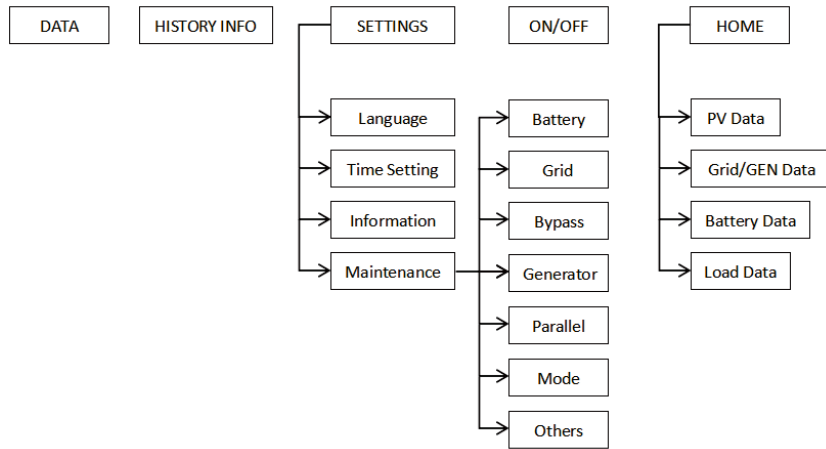 DATA
HISTORY INFO
SETTINGS
ON/OFF
HOME
Language
Time Setting
Information
Maintenance
Battery
Grid
Bypass
Generator
Parallel
Mode
Others
PV Data
Grid/GEN Data
Battery Data
Load Data